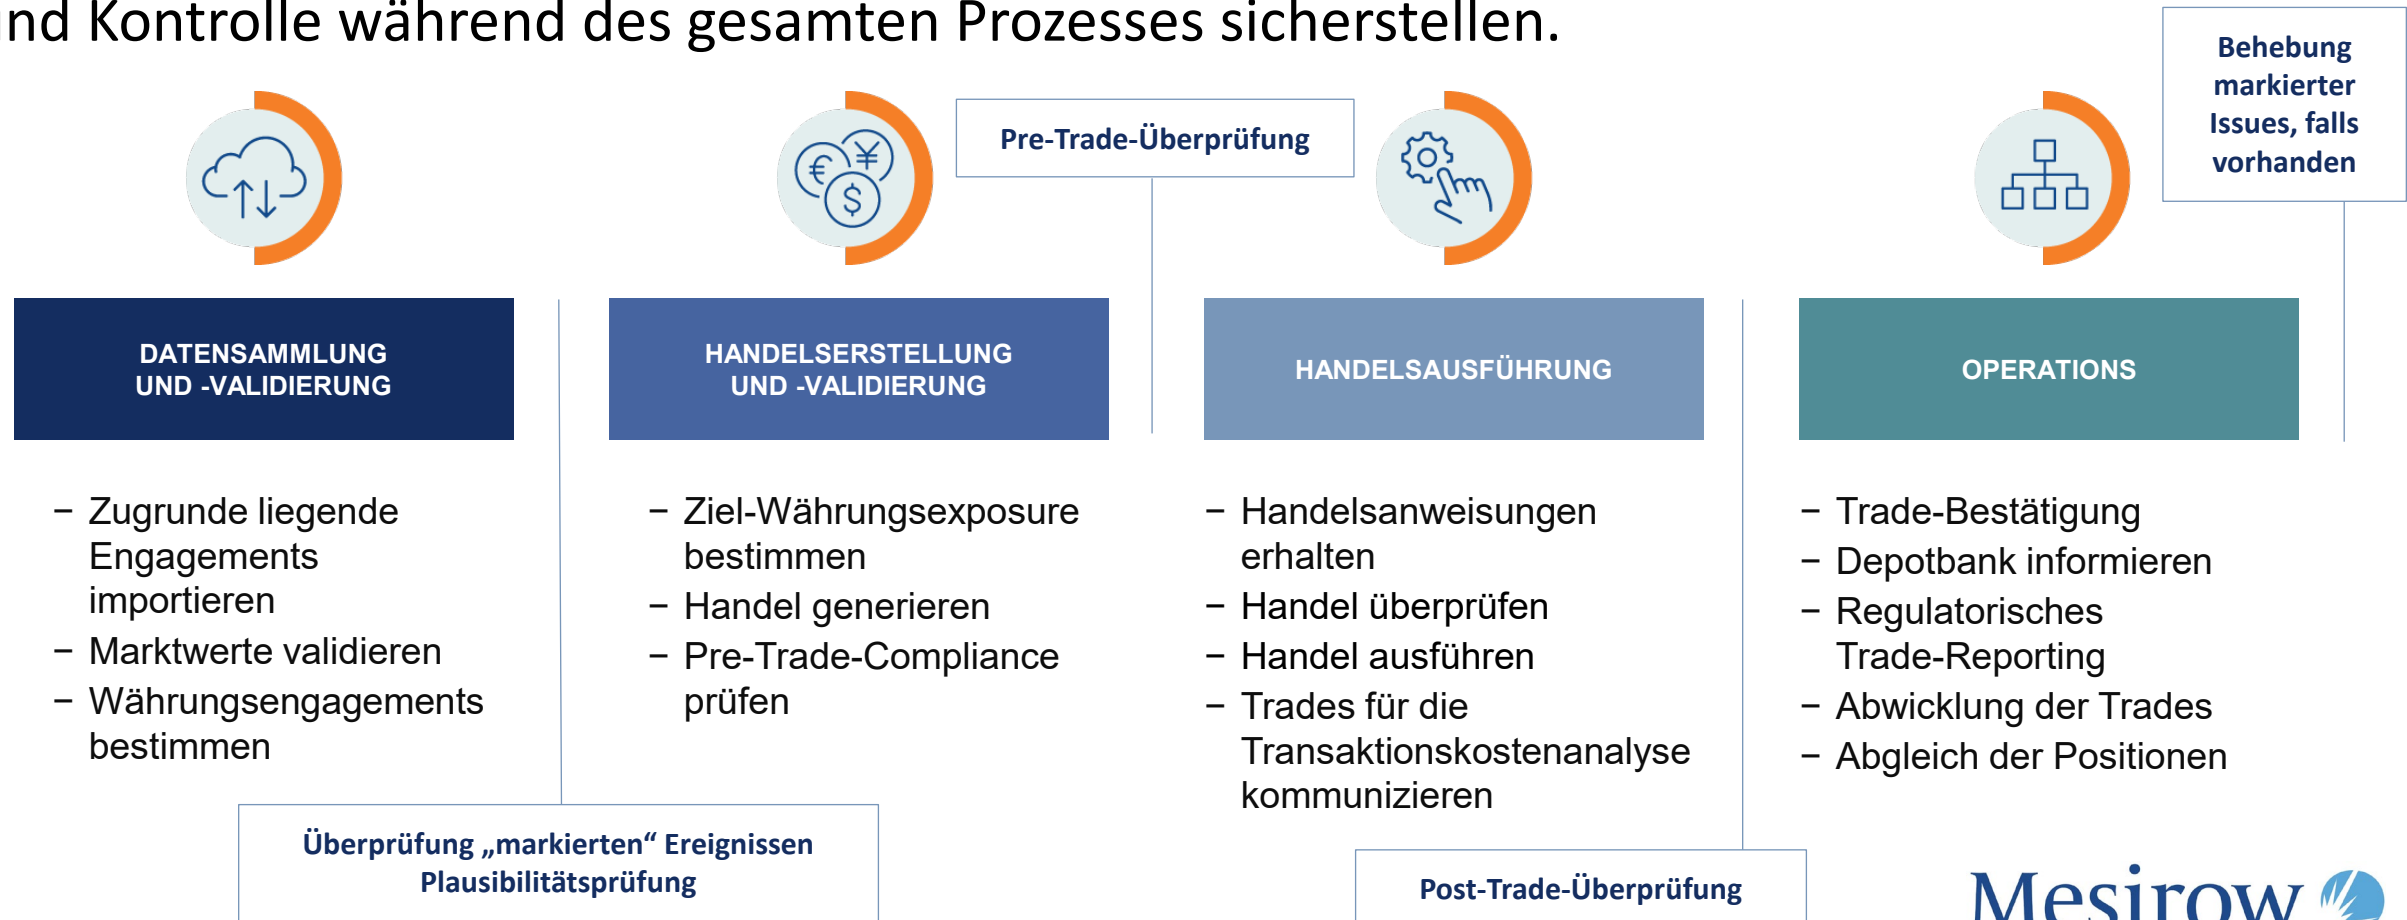 und Kontrolle während des gesamten Prozesses sicherstellen.
Behebung
markierter
Issues, falls
vorhanden
Pre-Trade-Überprüfung
DATENSAMMLUNG
UND -VALIDIERUNG
HANDELSERSTELLUNG
UND -VALIDIERUNG
HANDELSAUSFÜHRUNG
OPERATIONS
− Zugrunde liegende
Engagements
importieren
− Marktwerte validieren
− Währungsengagements
bestimmen
− Ziel-Währungsexposure
bestimmen
− Handel generieren
− Pre-Trade-Compliance
prüfen
− Handelsanweisungen
erhalten
− Handel überprüfen
− Handel ausführen
− Trades für die
Transaktionskostenanalyse
kommunizieren
− Trade-Bestätigung
− Depotbank informieren
− Regulatorisches
Trade-Reporting
− Abwicklung der Trades
− Abgleich der Positionen
Überprüfung „markierten“ Ereignissen
Plausibilitätsprüfung
Post-Trade-Überprüfung
Mesirow